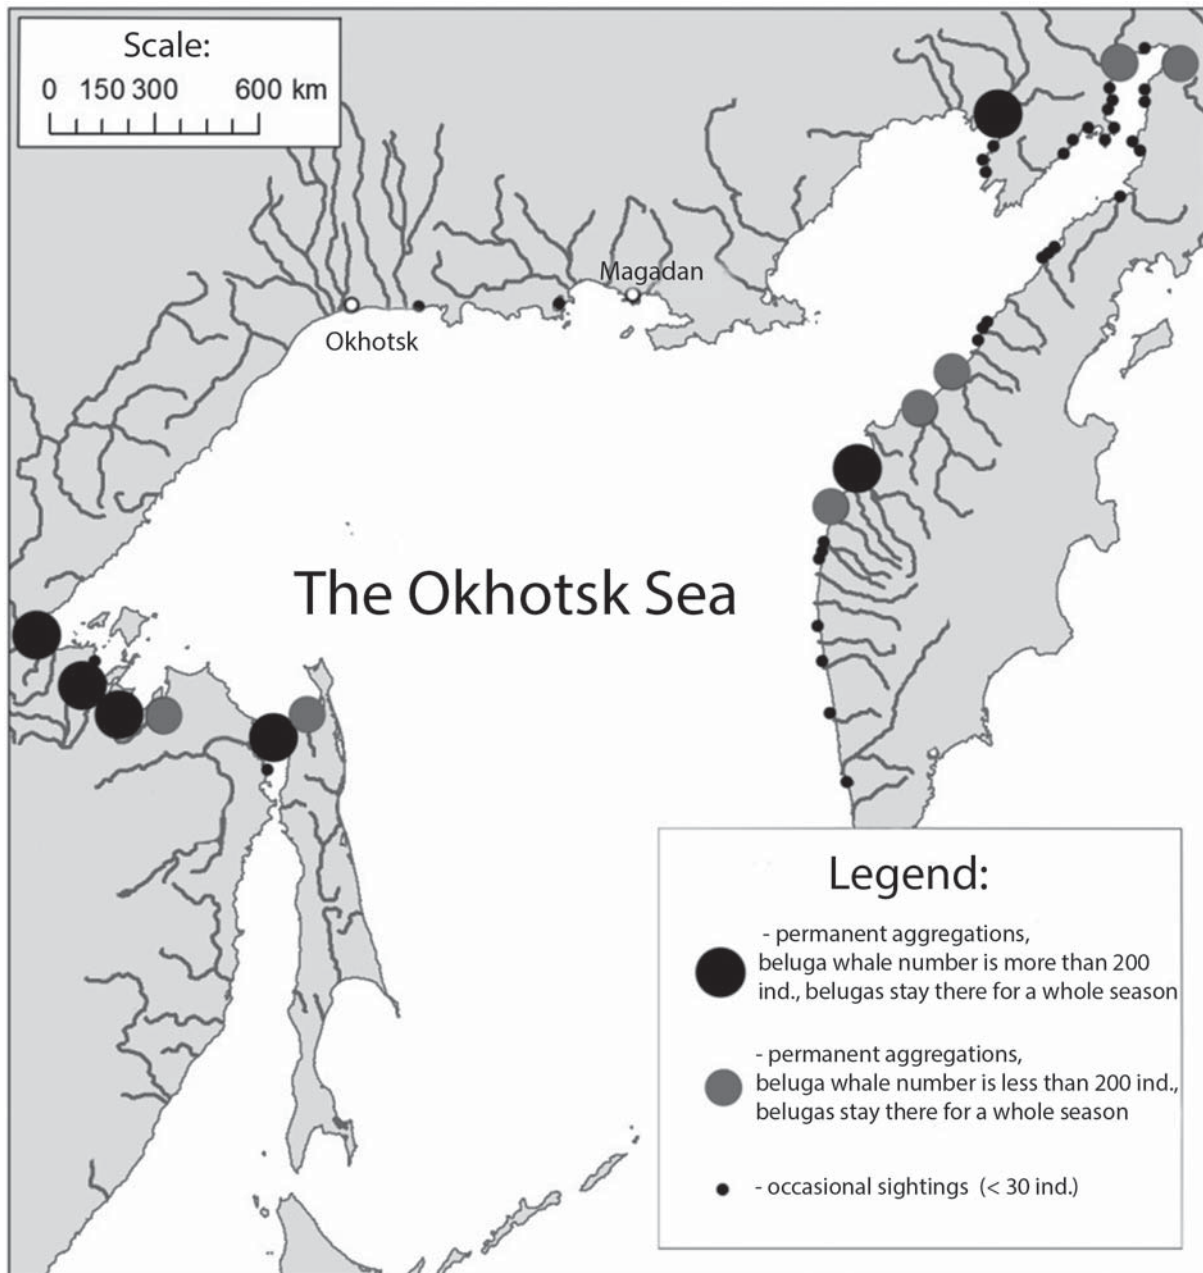 Scale:
0 150 300 600 km
Magadan
Okhotsk
The Okhotsk Sea
Legend:
- permanent aggregations,
beluga whale number is more than 200
ind., belugas stay there for a whole season
- permanent aggregations,
beluga whale number is less than 200 ind.,
belugas stay there for a whole season
- occasional sightings (< 30 ind.)